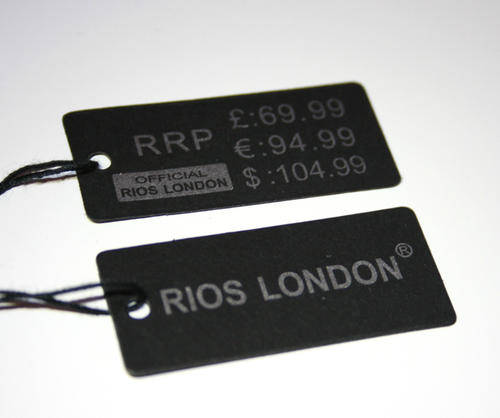 RRP
OFFICIAL
RIOS LONDON
£:69.99
€:94.99
$:104.99
RIOS LONDON®